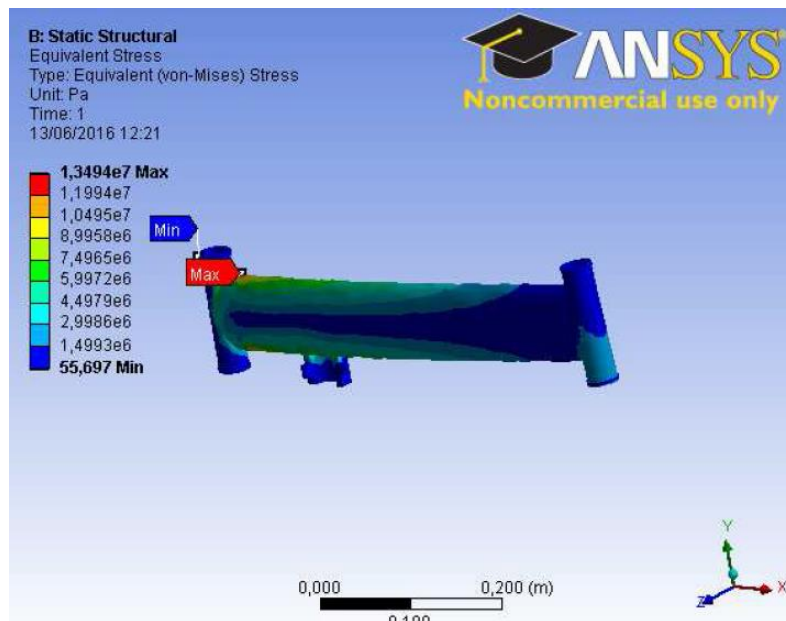 B: Static Structural
Equivalent Stress
Type: Equivalent (von-Mises) Stress
Unit: Pa
Time: 1
13/06/2016 12:21
ANSYS
Noncommercial use only
1,3494e7 Max
1,1994e7
1,0495e7
8,9958e6
7,4965e6
5,9972e6
4,4979e6
2,9986e6
1,4993e6
55,697 Min
Min
Max
0,000 0,200 (m)
0,100
Y
X
Z